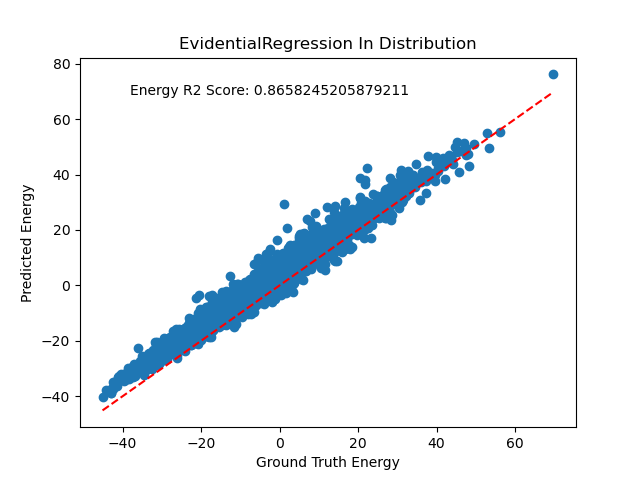 EvidentialRegression In Distribution
Energy R2 Score: 0.8658245205879211
80
60
40
20
0
−20
−40
Predicted Energy
−40 −20 0 20 40 60
Ground Truth Energy